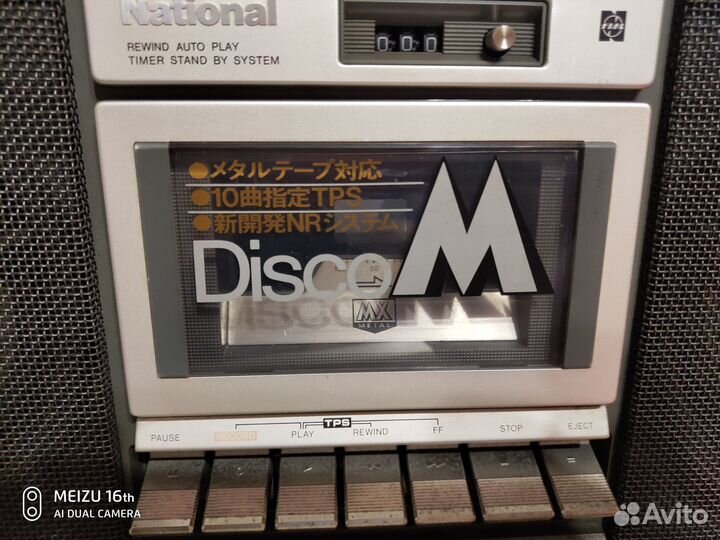 National
REWIND AUTO PLAY
TIMER STAND BY SYSTEM
000
●メタルテープ対応
●10曲指定TPS
●新開発NRシステム
Disco M
MX
METAL
TPS
PAUSE RECORD PLAY REWIND FF STOP EJECT
MEIZU 16th
AI DUAL CAMERA
Avito